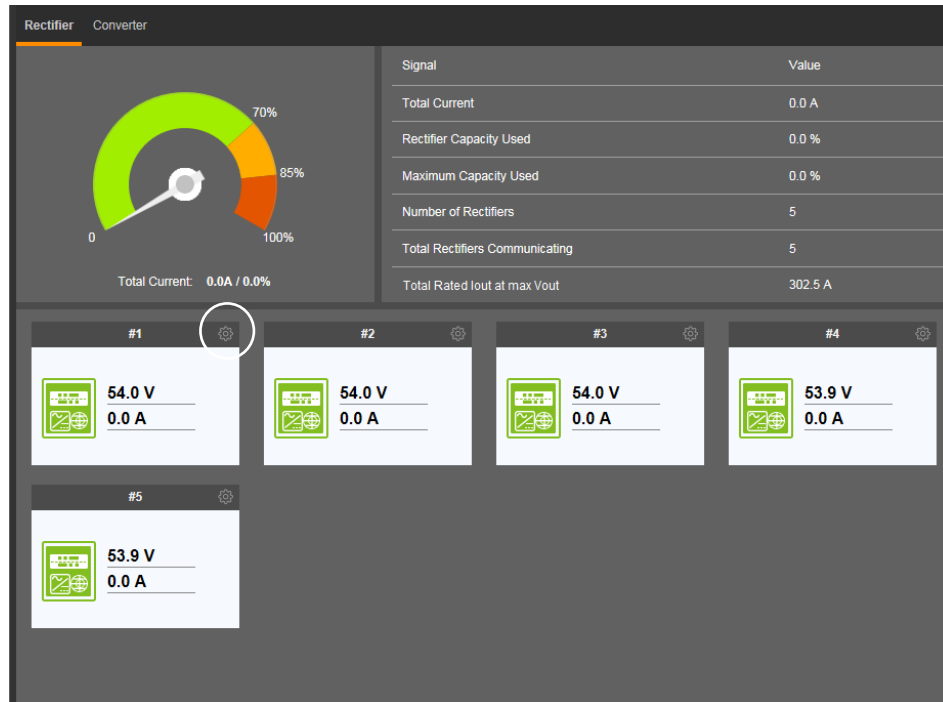 Rectifier Converter
Signal Value
Total Current 0.0 A
Rectifier Capacity Used 0.0 %
Maximum Capacity Used 0.0 %
Number of Rectifiers 5
Total Rectifiers Communicating 5
Total Rated Iout at max Vout 302.5 A
70%
85%
0
100%
Total Current: 0.0A / 0.0%
#1
54.0 V
0.0 A
#2
54.0 V
0.0 A
#3
54.0 V
0.0 A
#4
53.9 V
0.0 A
#5
53.9 V
0.0 A